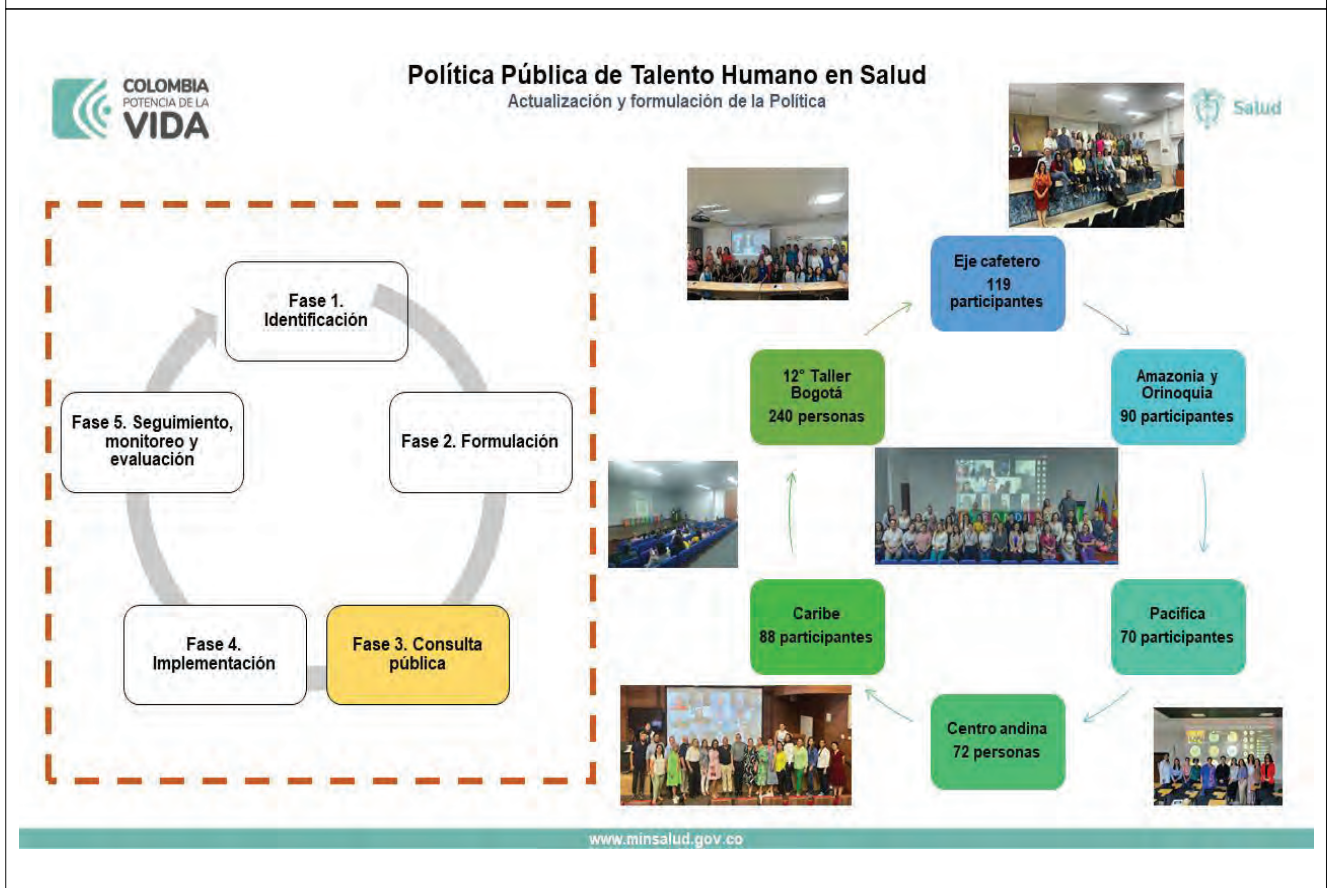 COLOMBIA
POTENCIA DE LA
VIDA
Política Pública de Talento Humano en Salud
Actualización y formulación de la Política
Salud
Fase 1.
Identificación
Fase 2. Formulación
Fase 3. Consulta
pública
Fase 4.
Implementación
Fase 5. Seguimiento,
monitoreo y
evaluación
Eje cafetero
119
participantes
Amazonia y
Orinoquia
90 participantes
Pacifica
70 participantes
Centro andina
72 personas
Caribe
88 participantes
12° Taller
Bogotá
240 personas
www.minsalud.gov.co